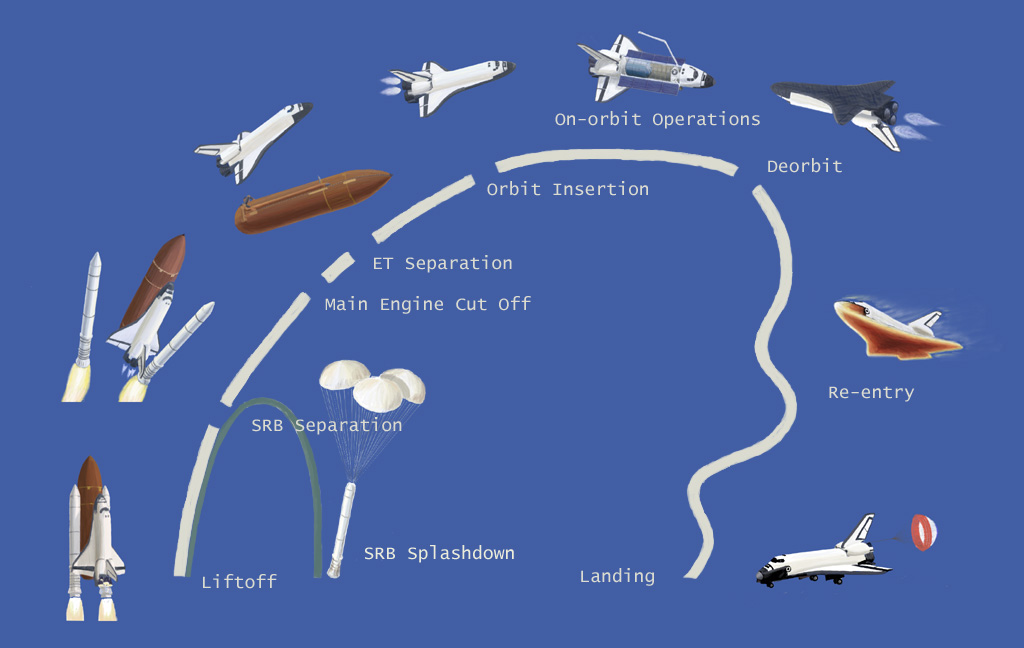 On-orbit Operations
Deorbit
Orbit Insertion
ET Separation
Main Engine Cut Off
Re-entry
SRB Separation
SRB Splashdown
Landing
Liftoff